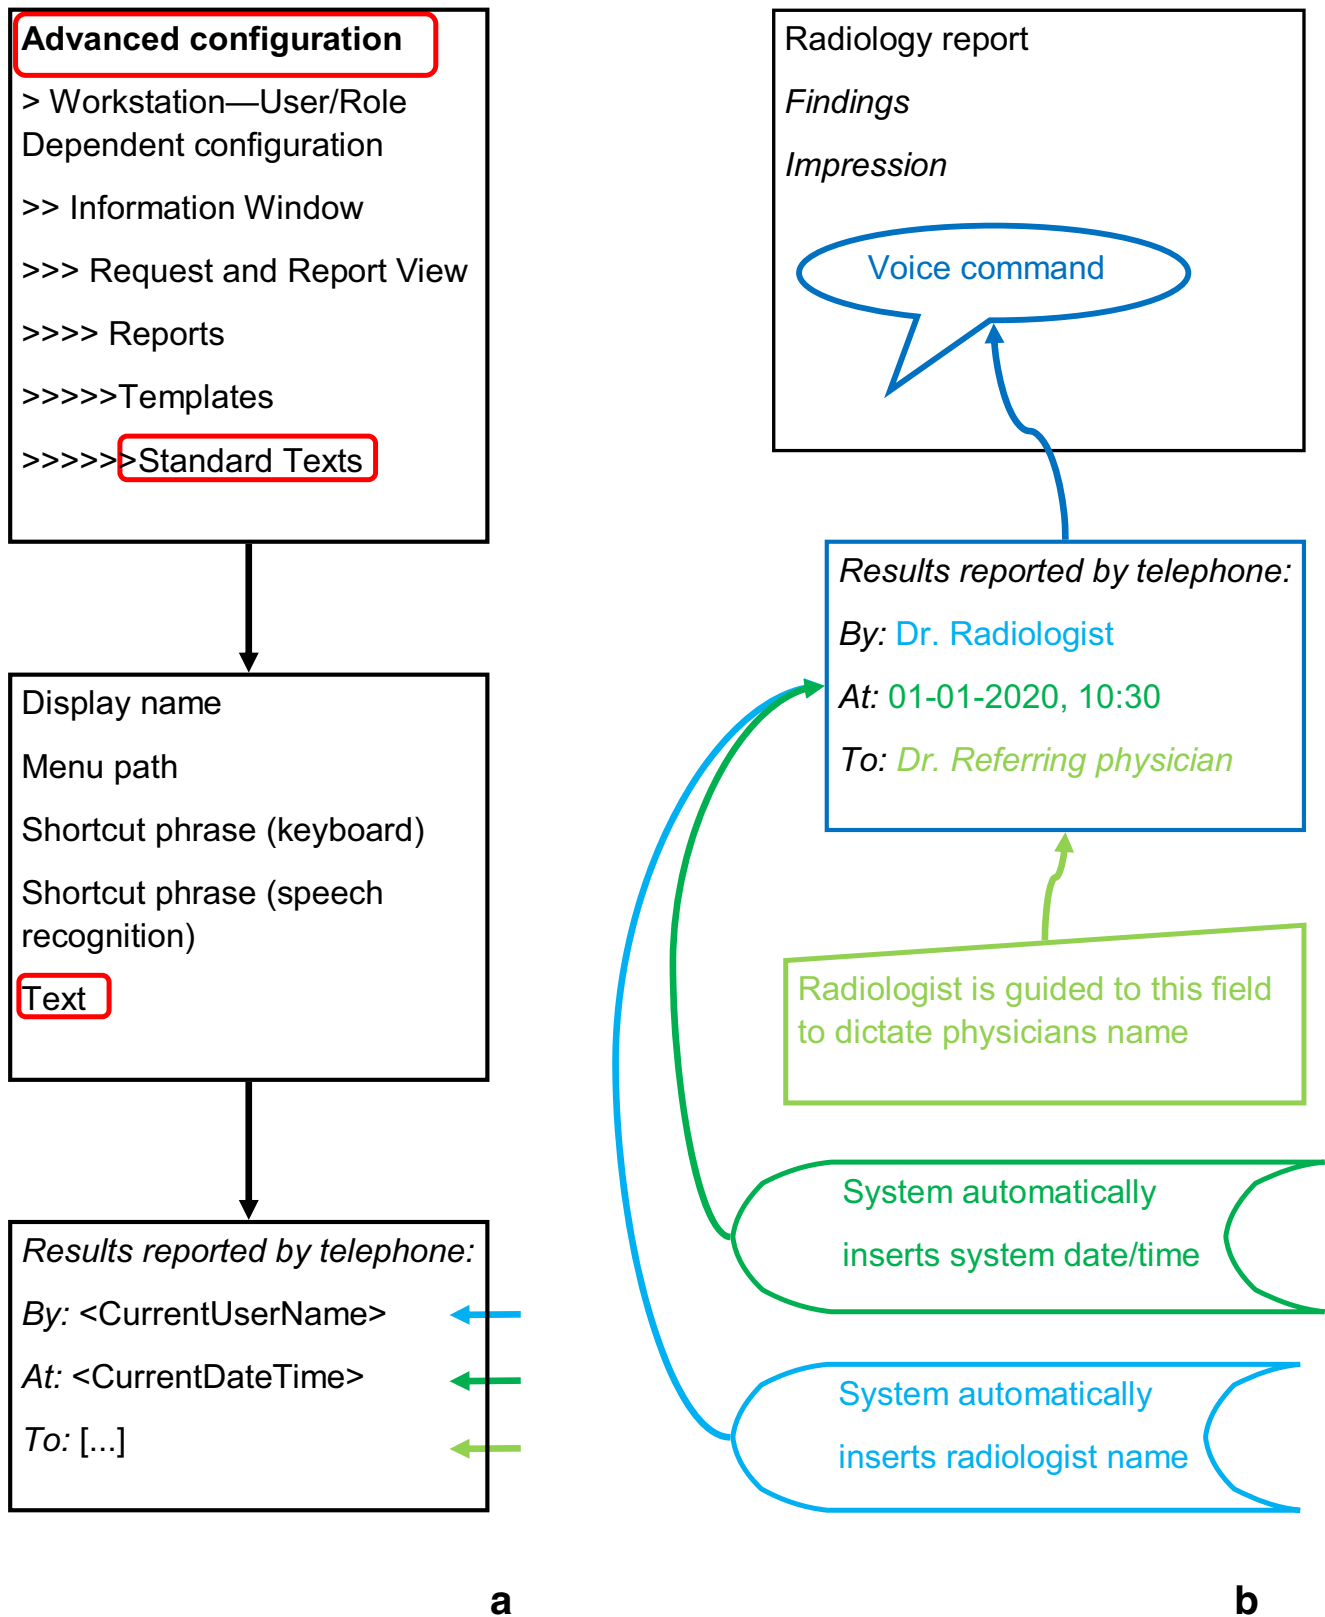 Advanced configuration
> Workstation—User/Role
Dependent configuration
>> Information Window
>>> Request and Report View
>>>> Reports
>>>>>Templates
>>>>>>Standard Texts
Display name
Menu path
Shortcut phrase (keyboard)
Shortcut phrase (speech
recognition)
Text
Results reported by telephone:
By: <CurrentUserName>
At: <CurrentDateTime>
To: [...]
a
Radiology report
Findings
Impression
Voice command
Results reported by telephone:
By: Dr. Radiologist
At: 01-01-2020, 10:30
To: Dr. Referring physician
Radiologist is guided to this field
to dictate physicians name
System automatically
inserts system date/time
System automatically
inserts radiologist name
b